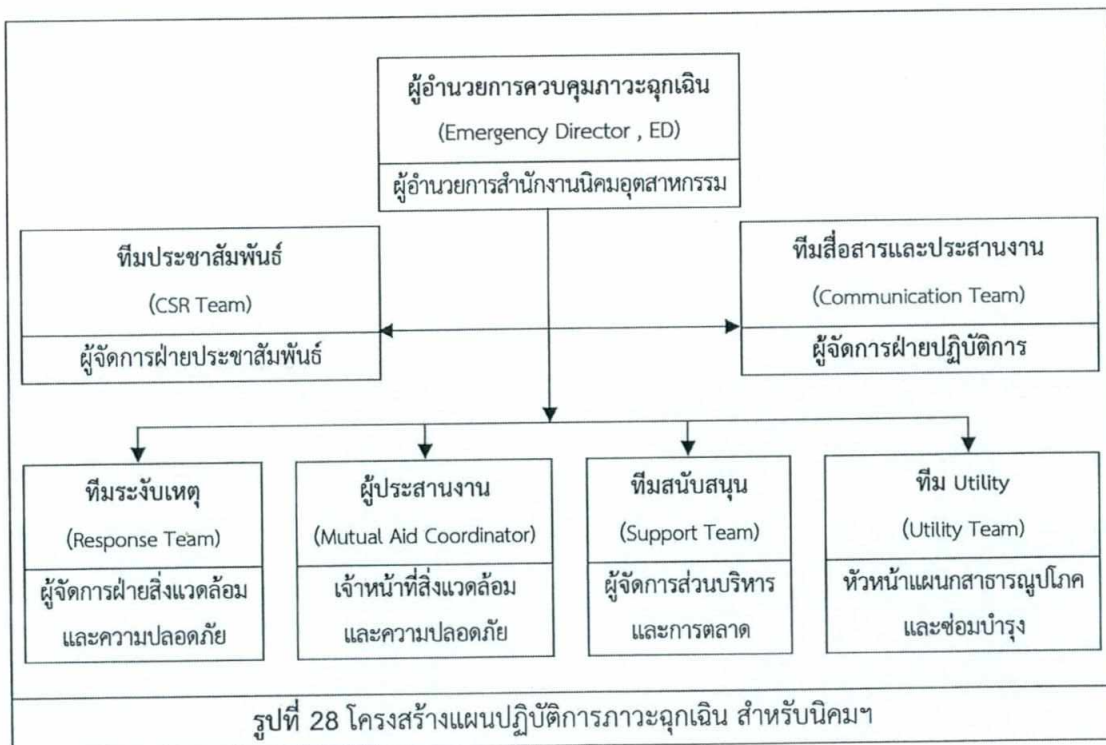 ผู้อำนวยการควบคุมภาวะฉุกเฉิน
(Emergency Director , ED)
ผู้อำนวยการสำนักงานนิคมอุตสาหกรรม
ทีมประชาสัมพันธ์
(CSR Team)
ผู้จัดการฝ่ายประชาสัมพันธ์
ทีมสื่อสารและประสานงาน
(Communication Team)
ผู้จัดการฝ่ายปฏิบัติการ
ทีมระงับเหตุ
(Response Team)
ผู้จัดการฝ่ายสิ่งแวดล้อม
และความปลอดภัย
ผู้ประสานงาน
(Mutual Aid Coordinator)
เจ้าหน้าที่สิ่งแวดล้อม
และความปลอดภัย
ทีมสนับสนุน
(Support Team)
ผู้จัดการส่วนบริหาร
และการตลาด
ทีม Utility
(Utility Team)
หัวหน้าแผนกสาธารณูปโภค
และซ่อมบำรุง
รูปที่ 28 โครงสร้างแผนปฏิบัติการภาวะฉุกเฉิน สำหรับนิคมฯ